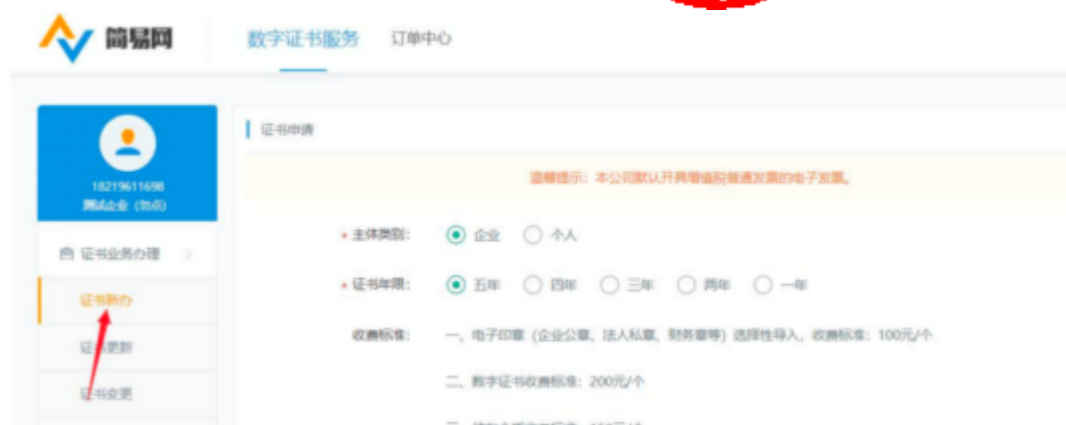 简易网
数字证书服务 订单中心
18219611698
测试企业（勿点）
证书业务办理
证书新办
证书更新
证书变更
证书申请
温馨提示：本公司默认开具增值税普通发票的电子发票。
* 主体类别： 企业 个人
* 证书年限： 五年 四年 三年 两年 一年
收费标准： 一、电子印章（企业公章、法人私章、财务章等）选择性导入，收费标准：100元/个
二、数字证书收费标准：200元/个